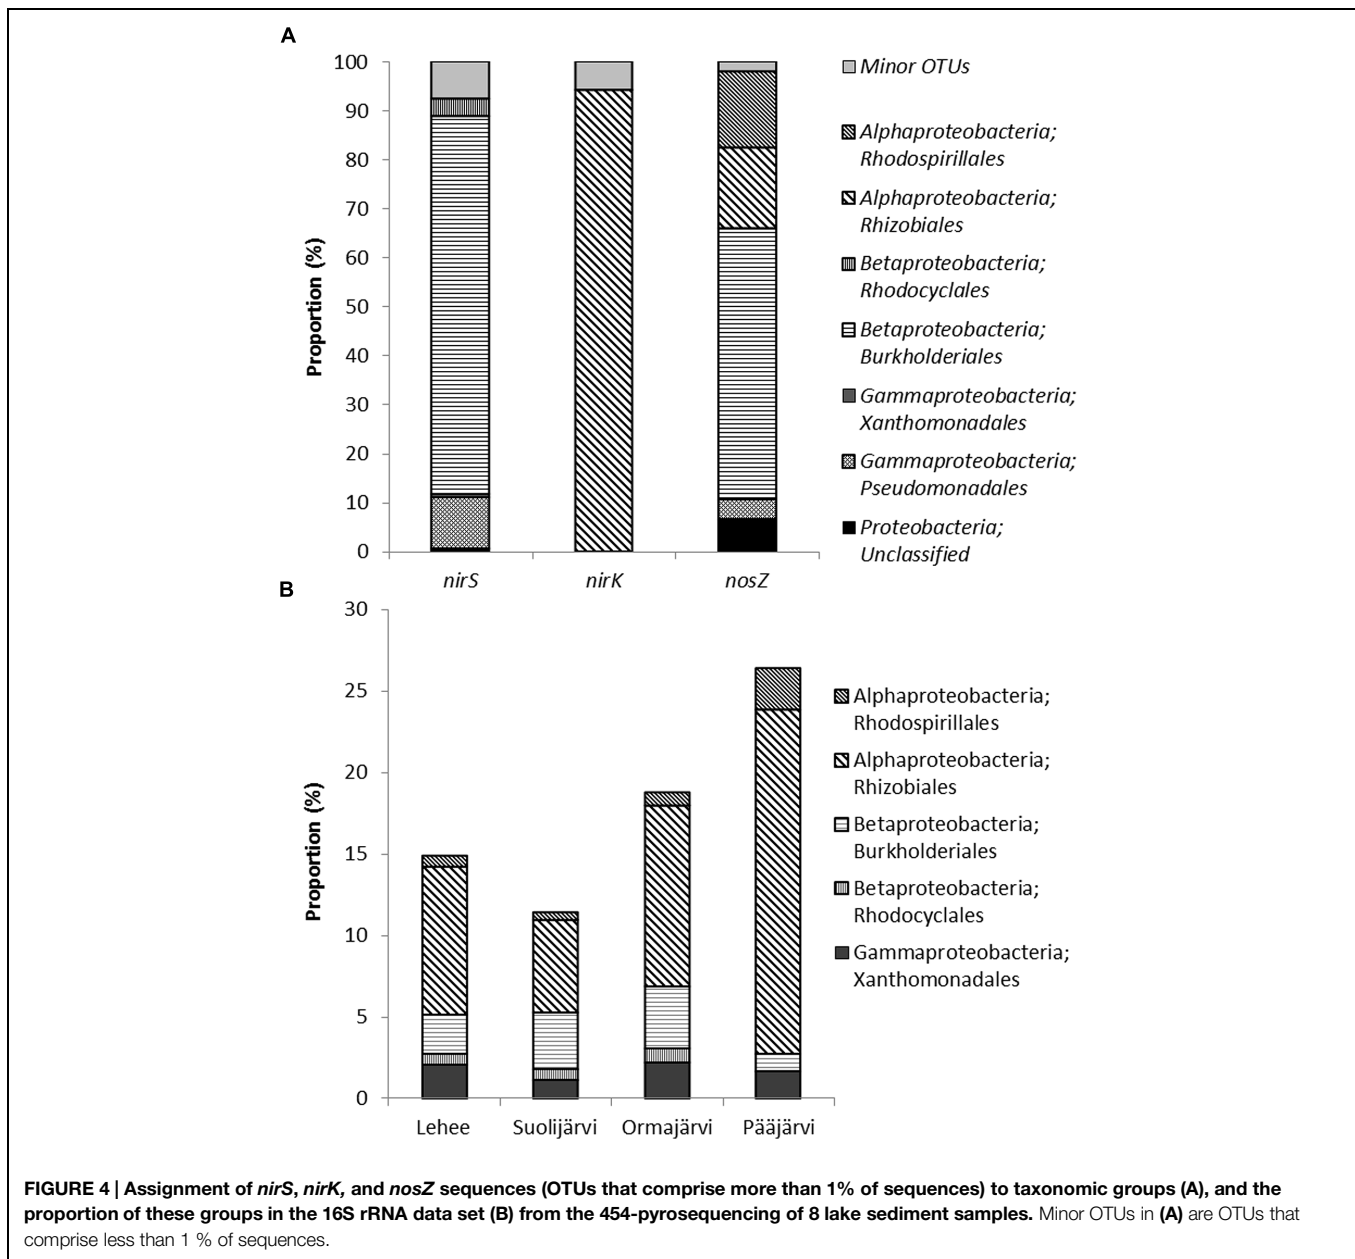 A
100
90
80
70
60
50
40
30
20
10
0
Proportion (%)
nirS
nirK
nosZ
Minor OTUs
Alphaproteobacteria;
Rhodospirillales
Alphaproteobacteria;
Rhizobiales
Betaproteobacteria;
Rhodocyclales
Betaproteobacteria;
Burkholderiales
Gammaproteobacteria;
Xanthomonadales
Gammaproteobacteria;
Pseudomonadales
Proteobacteria;
Unclassified
B
30
25
20
15
10
5
0
Proportion (%)
Lehee
Suolijärvi
Ormajärvi
Pääjärvi
Alphaproteobacteria;
Rhodospirillales
Alphaproteobacteria;
Rhizobiales
Betaproteobacteria;
Burkholderiales
Betaproteobacteria;
Rhodocyclales
Gammaproteobacteria;
Xanthomonadales
FIGURE 4 | Assignment of nirS, nirK, and nosZ sequences (OTUs that comprise more than 1% of sequences) to taxonomic groups (A), and the
proportion of these groups in the 16S rRNA data set (B) from the 454-pyrosequencing of 8 lake sediment samples. Minor OTUs in (A) are OTUs that
comprise less than 1 % of sequences.